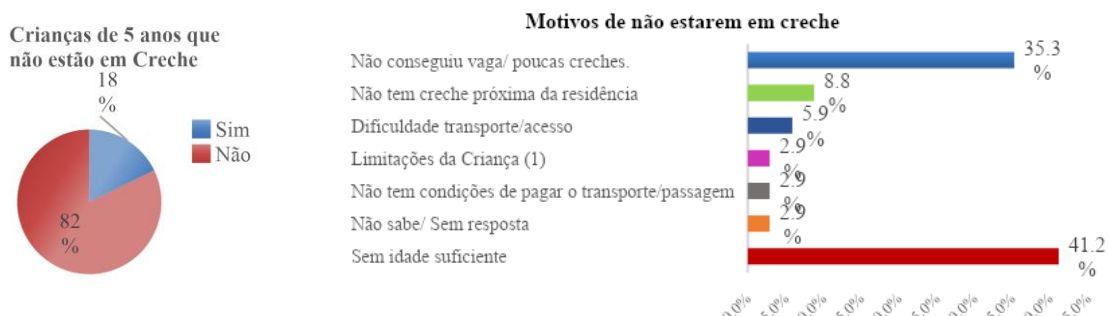 Crianças de 5 anos que
não estão em Creche
18
%
Sim
Não
82
%
Motivos de não estarem em creche
Não conseguiu vaga/ poucas creches.
35.3
%
Não tem creche próxima da residência
8.8
%
Dificuldade transporte/acesso
5.9
%
Limitações da Criança (1)
2.9
%
Não tem condições de pagar o transporte/passagem
2.9
%
Não sabe/ Sem resposta
2.9
%
Sem idade suficiente
41.2
%